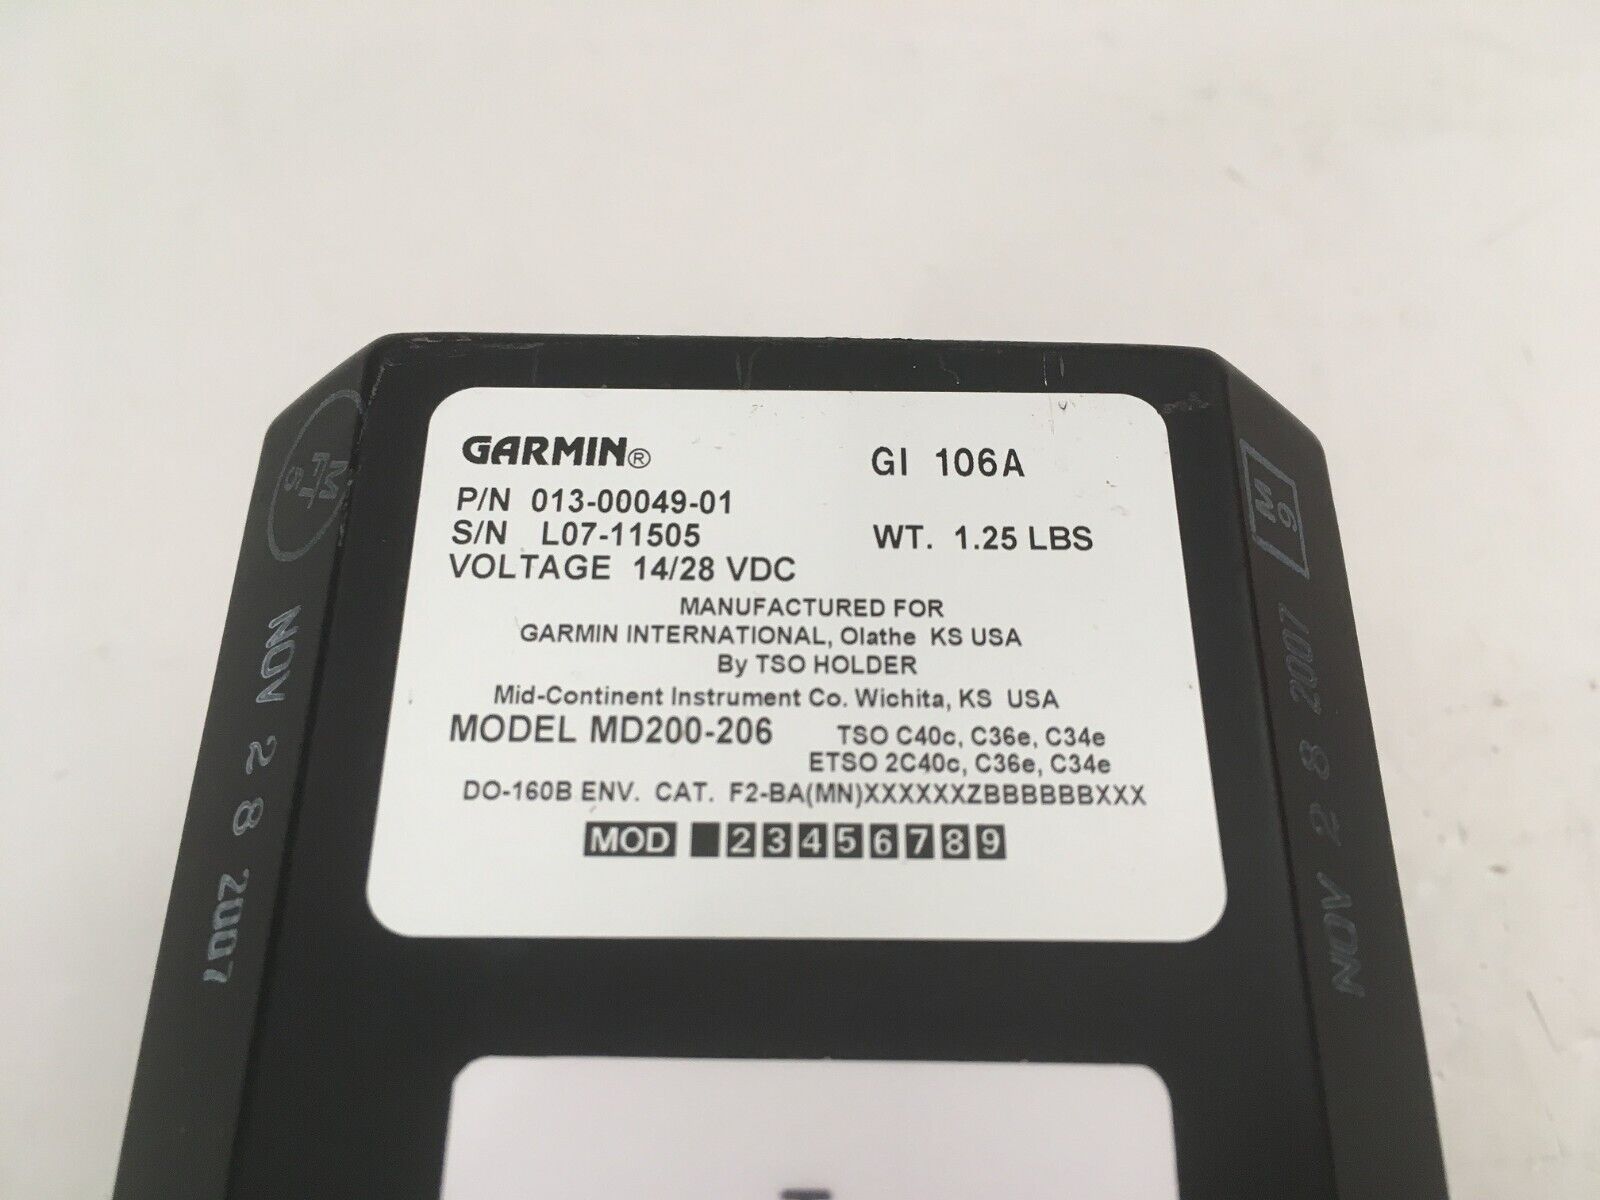 GARMIN®
GI 106A
P/N 013-00049-01
S/N L07-11505
WT. 1.25 LBS
VOLTAGE 14/28 VDC
MANUFACTURED FOR
GARMIN INTERNATIONAL, Olathe KS USA
By TSO HOLDER
Mid-Continent Instrument Co. Wichita, KS USA
MODEL MD200-206
TSO C40c, C36e, C34e
ETSO 2C40c, C36e, C34e
DO-160B ENV. CAT. F2-BA(MN)XXXXXXZBBBBBBXXX
MOD 2 3 4 5 6 7 8 9
NOV 2 8 2007
M
9
NOV 2 8 2007